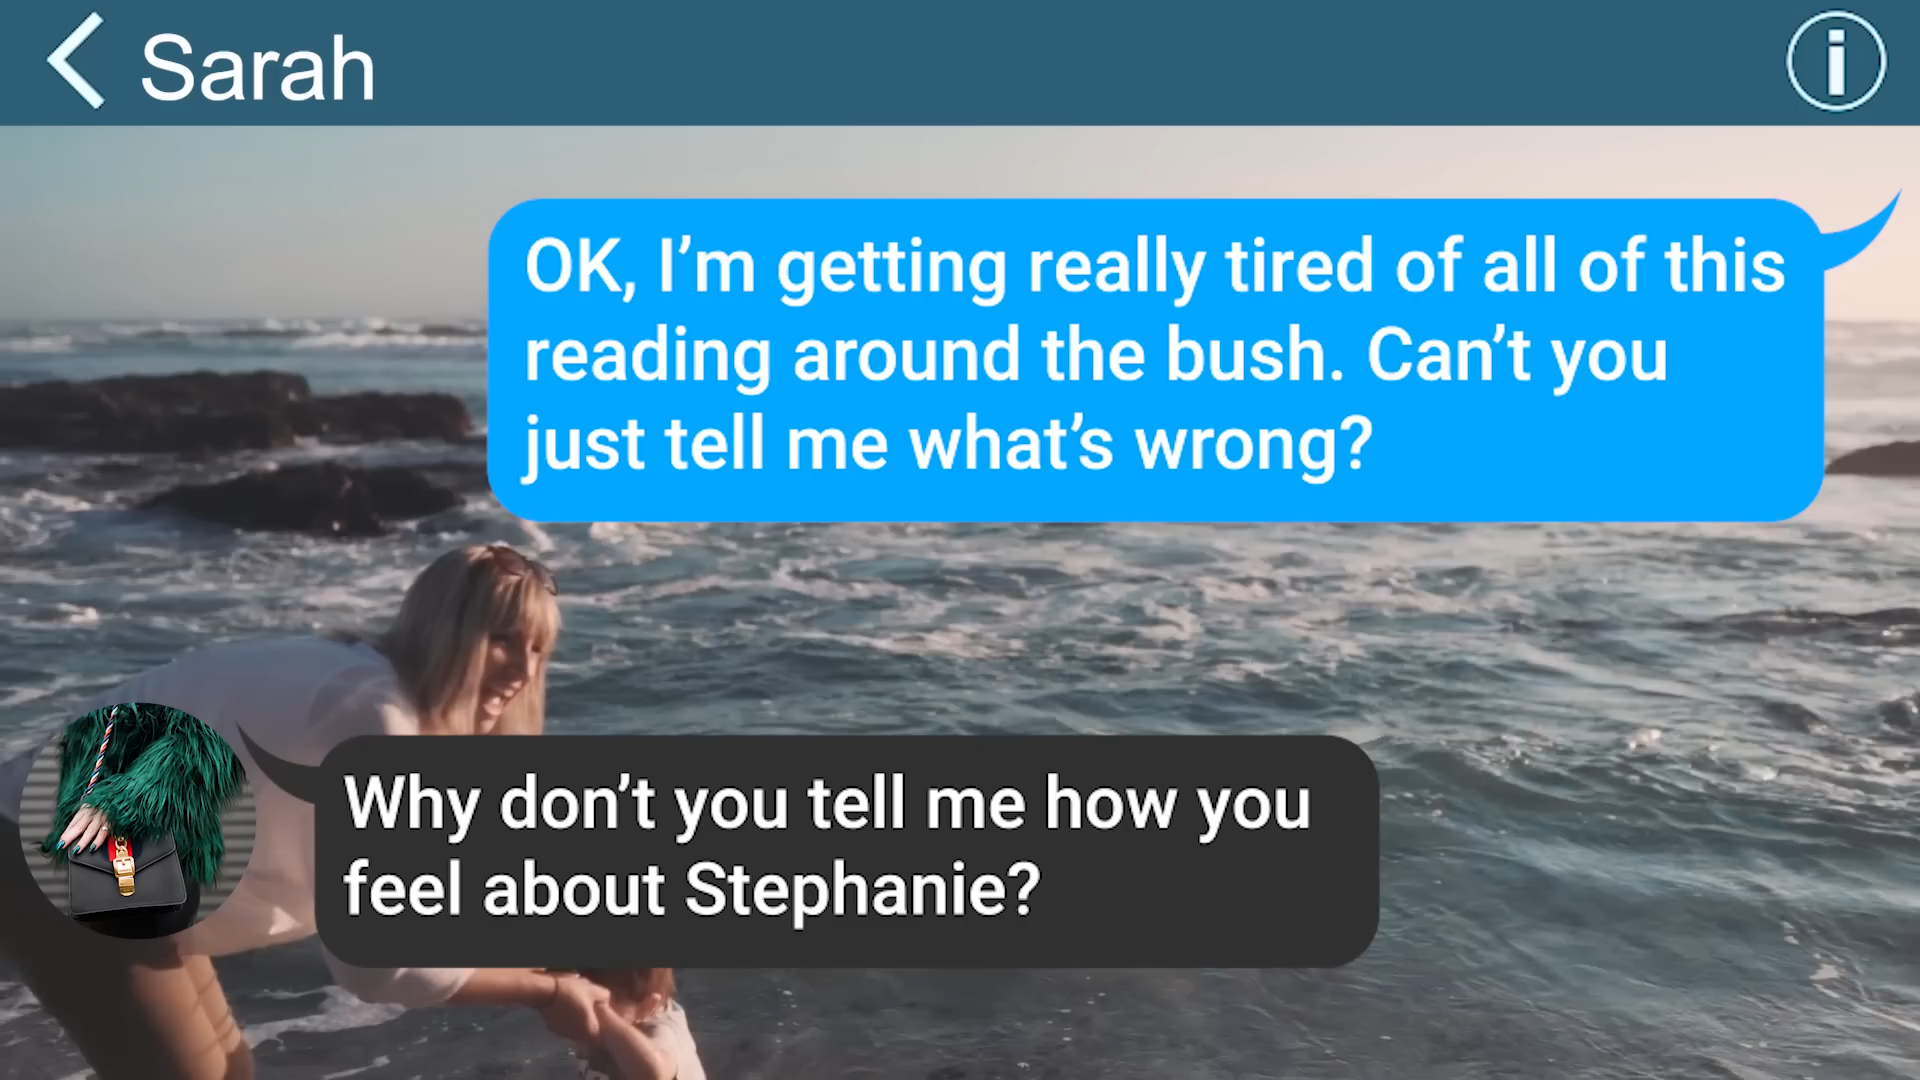 Sarah
OK, I’m getting really tired of all of this
reading around the bush. Can’t you
just tell me what’s wrong?
Why don’t you tell me how you
feel about Stephanie?